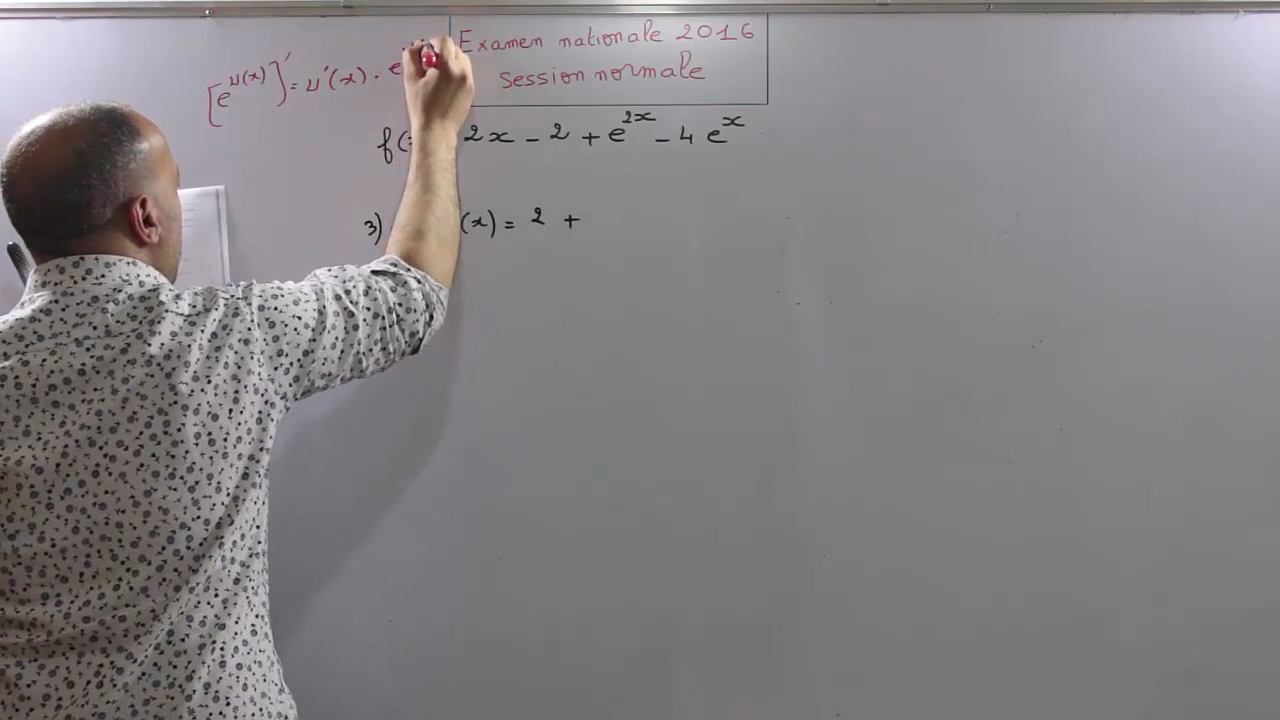 Examen nationale 2016
session normale
[e^{u(x)}]' = u'(x) . e
f( 2x - 2 + e^{2x} - 4 e^{x}
3) (x) = 2 +